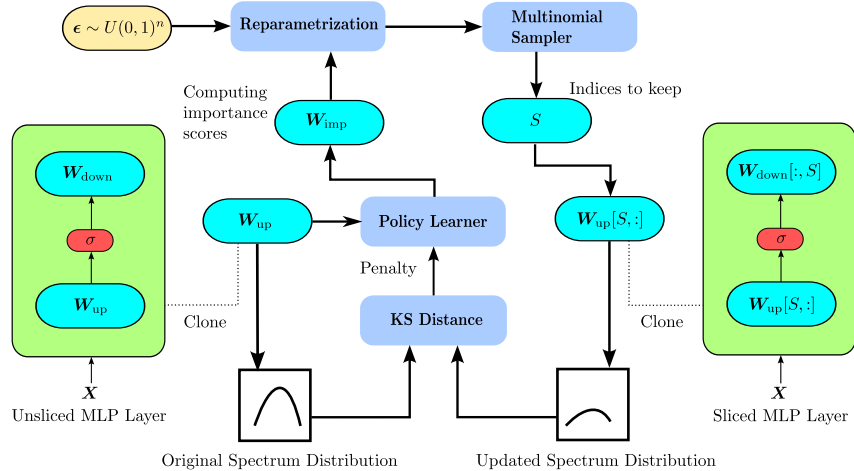 ϵ ∼ U(0, 1)ⁿ
Reparametrization
Multinomial
Sampler
Computing
importance
scores
W_imp
Indices to keep
S
W_down
σ
W_up
X
Unsliced MLP Layer
W_up
Clone
Policy Learner
Penalty
KS Distance
W_up[S, :]
Clone
W_down[:, S]
σ
W_up[S, :]
X
Sliced MLP Layer
Original Spectrum Distribution
Updated Spectrum Distribution